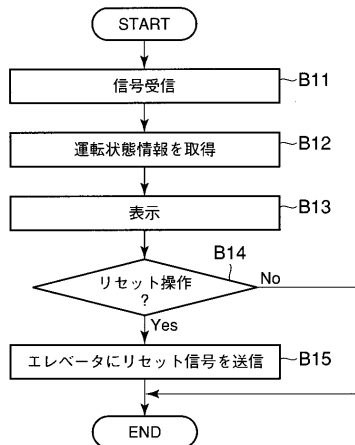 START
信号受信
B11
運転状態情報を取得
B12
表示
B13
リセット操作
?
B14
No
Yes
エレベータにリセット信号を送信
B15
END